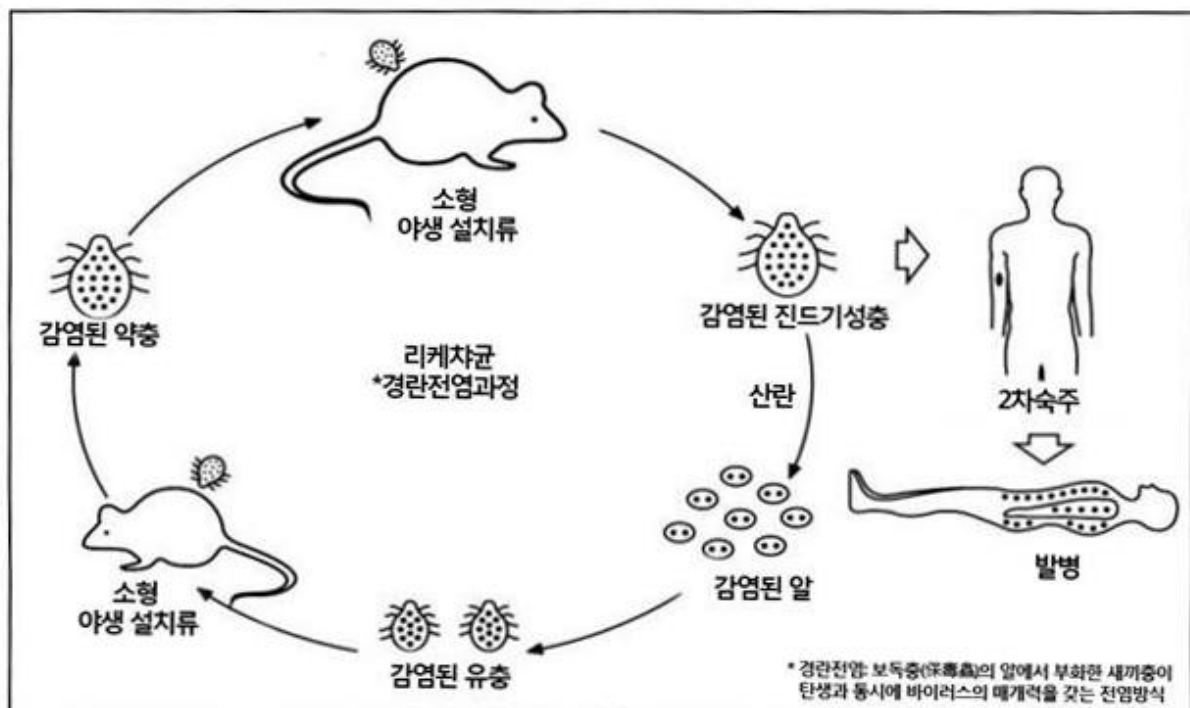 소형
야생 설치류
감염된 약충
감염된 진드기성충
리케챠균
*경란전염과정
산란
2차숙주
소형
야생 설치류
감염된 유충
감염된 알
발병
* 경란전염: 보독충(保毒蟲)의 알에서 부화한 새끼충이
탄생과 동시에 바이러스의 매개력을 갖는 전염방식